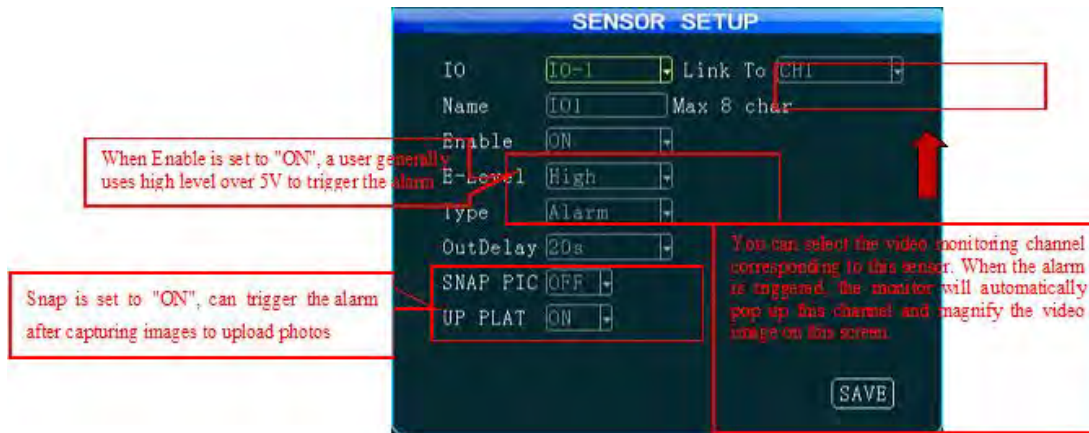 SENSOR SETUP
IO IO-1 Link To CH1
Name IO1 Max 8 char
Enable ON
When Enable is set to "ON", a user generally
uses high level over 5V to trigger the alarm
E-Level High
Type Alarm
OutDelay 20s
SNAP PIC OFF
UP PLAT ON
Snap is set to "ON", can trigger the alarm
after capturing images to upload photos
You can select the video monitoring channel
corresponding to this sensor. When the alarm
is triggered, the monitor will automatically
pop up this channel and magnify the video
image on this screen
SAVE